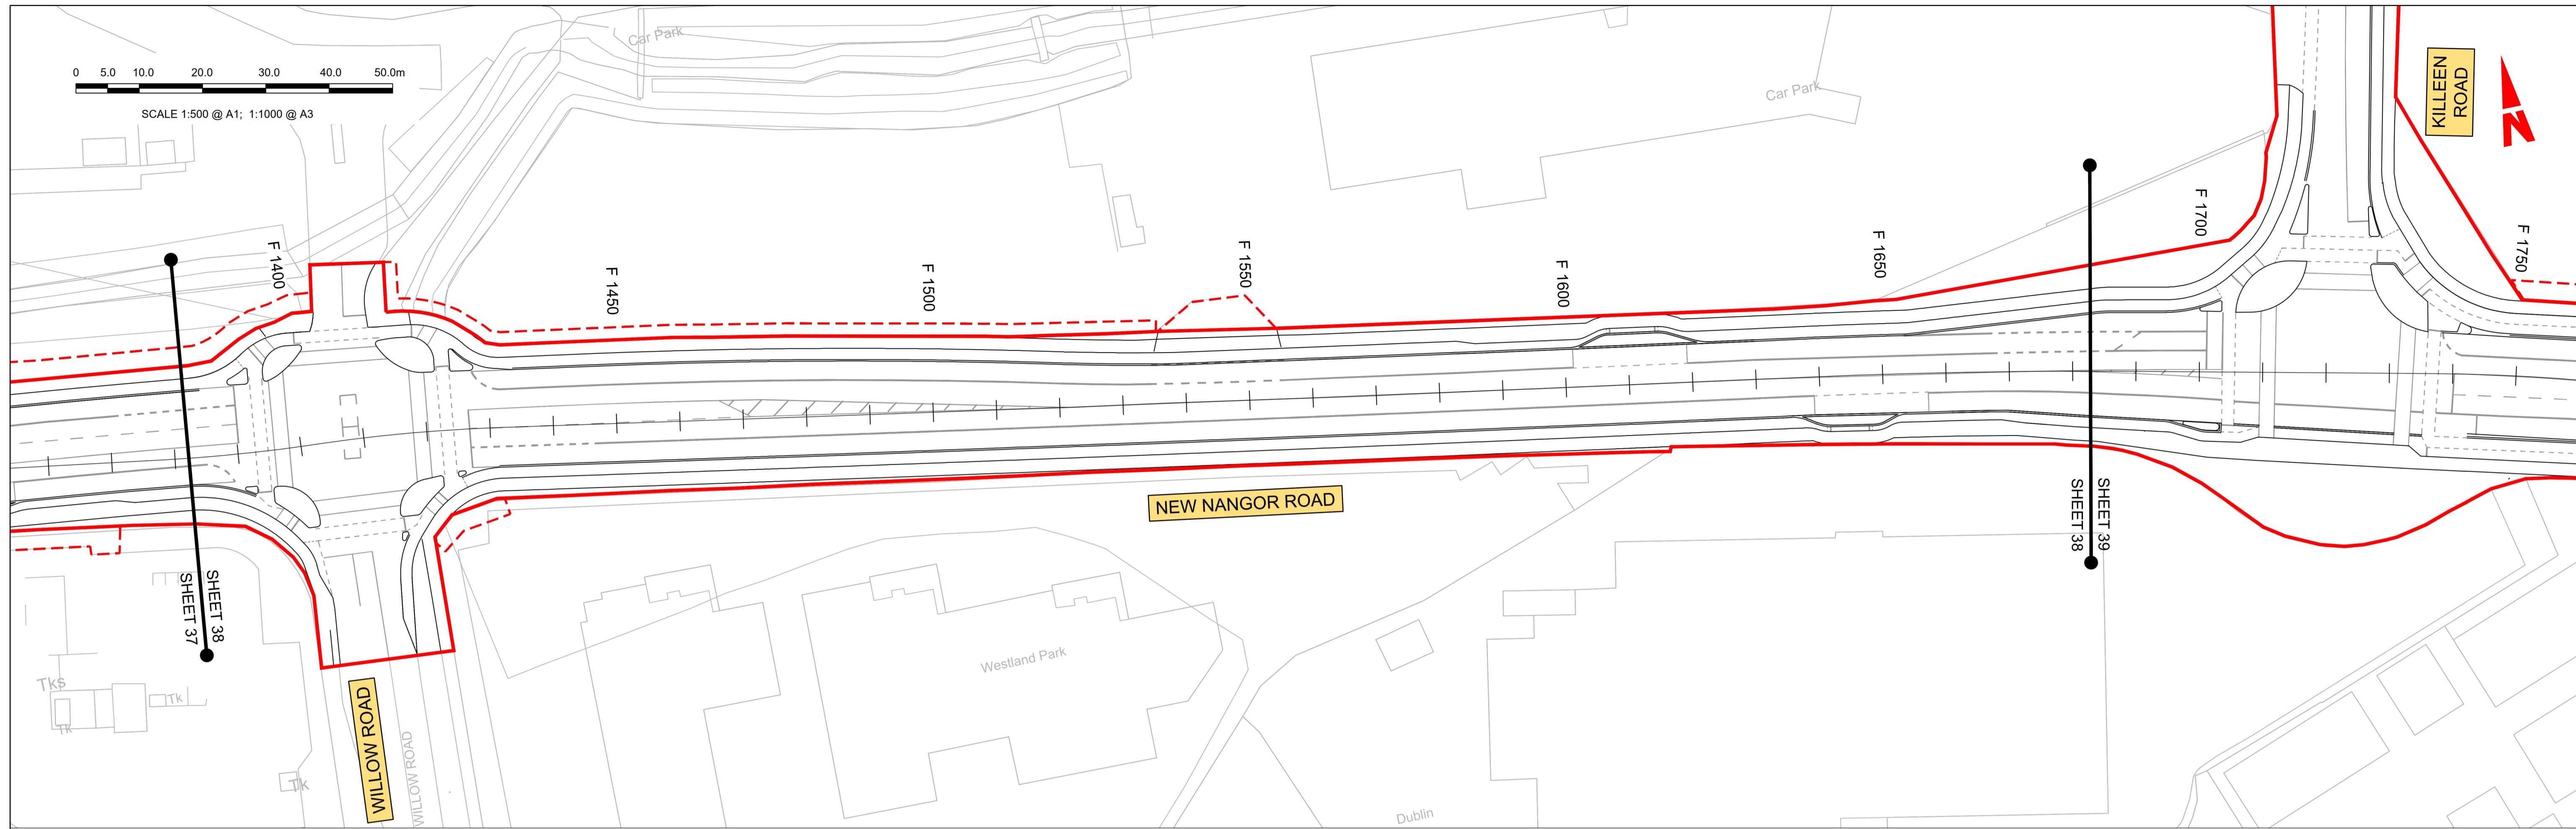 Car Park
0 5.0 10.0 20.0 30.0 40.0 50.0m
SCALE 1:500 @ A1; 1:1000 @ A3
Car Park
KILLEEN
ROAD
N
F 1400
F 1450
F 1500
F 1550
F 1600
F 1650
F 1700
F 1750
SHEET 38
SHEET 37
NEW NANGOR ROAD
SHEET 39
SHEET 38
Westland Park
Tks
Tk
Tk
Tk
WILLOW ROAD
WILLOW ROAD
Dublin